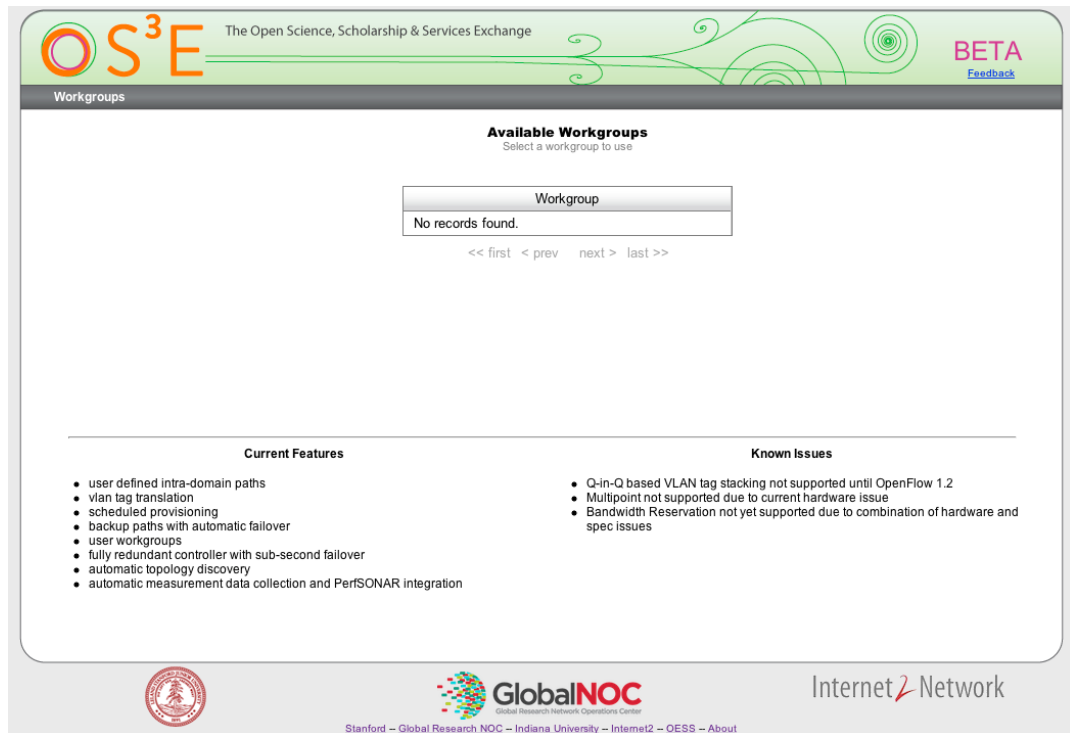 OS³E
The Open Science, Scholarship & Services Exchange
BETA
Feedback
Workgroups
Available Workgroups
Select a workgroup to use
Workgroup
No records found.
<< first < prev next > last >>
Current Features
• user defined intra-domain paths
• vlan tag translation
• scheduled provisioning
• backup paths with automatic failover
• user workgroups
• fully redundant controller with sub-second failover
• automatic topology discovery
• automatic measurement data collection and PerfSONAR integration
Known Issues
• Q-in-Q based VLAN tag stacking not supported until OpenFlow 1.2
• Multipoint not supported due to current hardware issue
• Bandwidth Reservation not yet supported due to combination of hardware and
spec issues
GlobalNOC
Global Research Network Operations Center
Internet2 Network
Stanford -- Global Research NOC -- Indiana University -- Internet2 -- OESS -- About